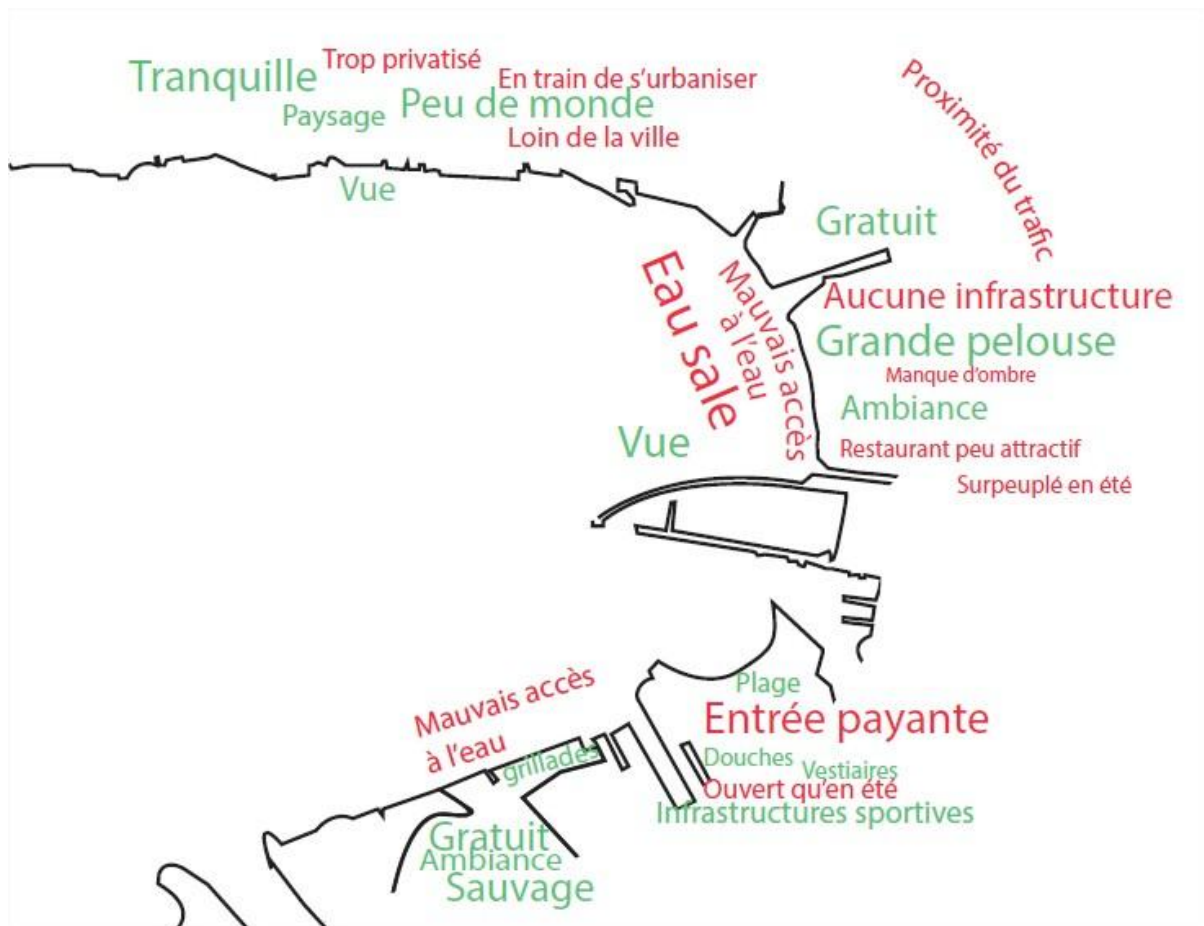 Trop privatisé
Tranquille
En train de s'urbaniser
Peu de monde
Paysage
Loin de la ville
Vue
Proximité du trafic
Gratuit
Eau sale
Mauvais accès
à l'eau
Aucune infrastructure
Grande pelouse
Manque d'ombre
Ambiance
Vue
Restaurant peu attractif
Surpeuplé en été
Mauvais accès
à l'eau
grillades
Plage
Entrée payante
Douches
Vestiaires
Ouvert qu'en été
Infrastructures sportives
Gratuit
Ambiance
Sauvage